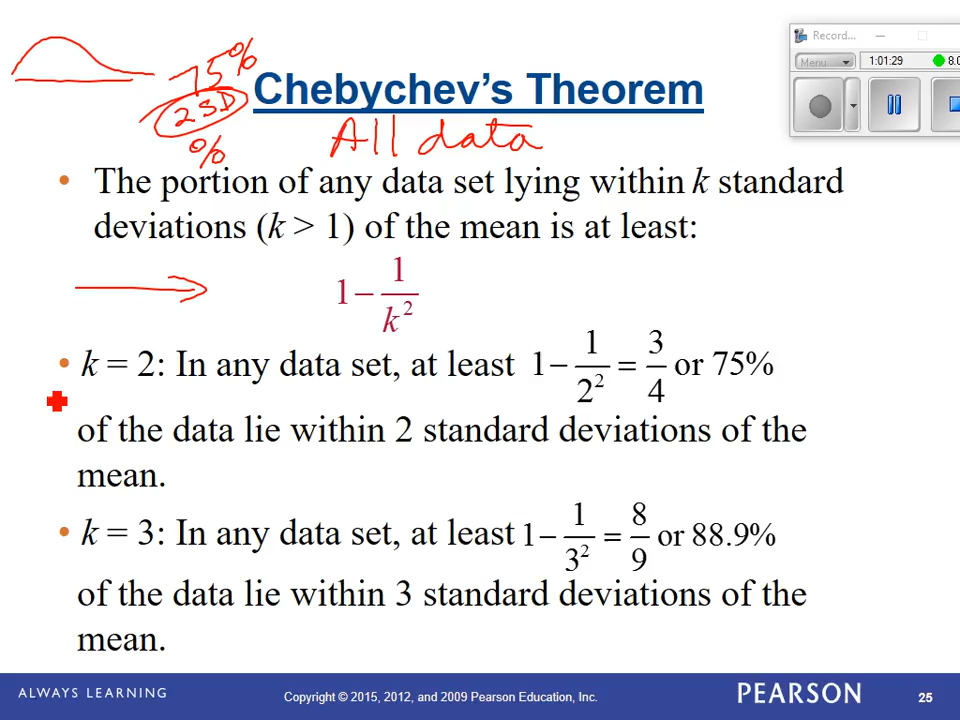 Record...
Menu
1:01:29
8.0
75%
2 SD
%
Chebychev's Theorem
All data
• The portion of any data set lying within k standard
deviations (k > 1) of the mean is at least:
1 − 1/k²
• k = 2: In any data set, at least 1 − 1/2² = 3/4 or 75%
of the data lie within 2 standard deviations of the
mean.
• k = 3: In any data set, at least 1 − 1/3² = 8/9 or 88.9%
of the data lie within 3 standard deviations of the
mean.
ALWAYS LEARNING
Copyright © 2015, 2012, and 2009 Pearson Education, Inc.
PEARSON
25